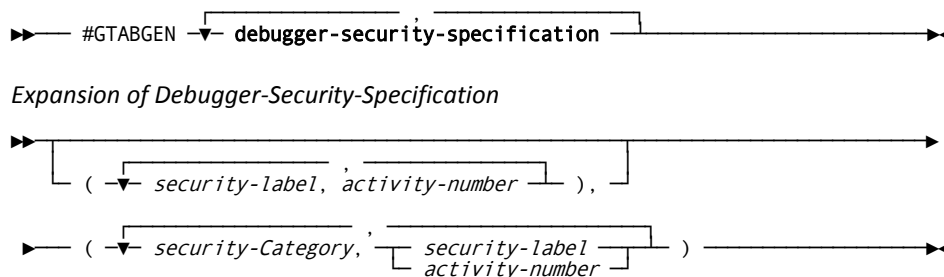 ,
▶▶── #GTABGEN ─▼─ debugger-security-specification ─▶◀
Expansion of Debugger-Security-Specification
▶▶ ▶
,
( ─▼─ security-label, activity-number ─ ),
,
▶── ( ─▼─ security-Category, ─ security-label ─ ) ─▶◀
activity-number